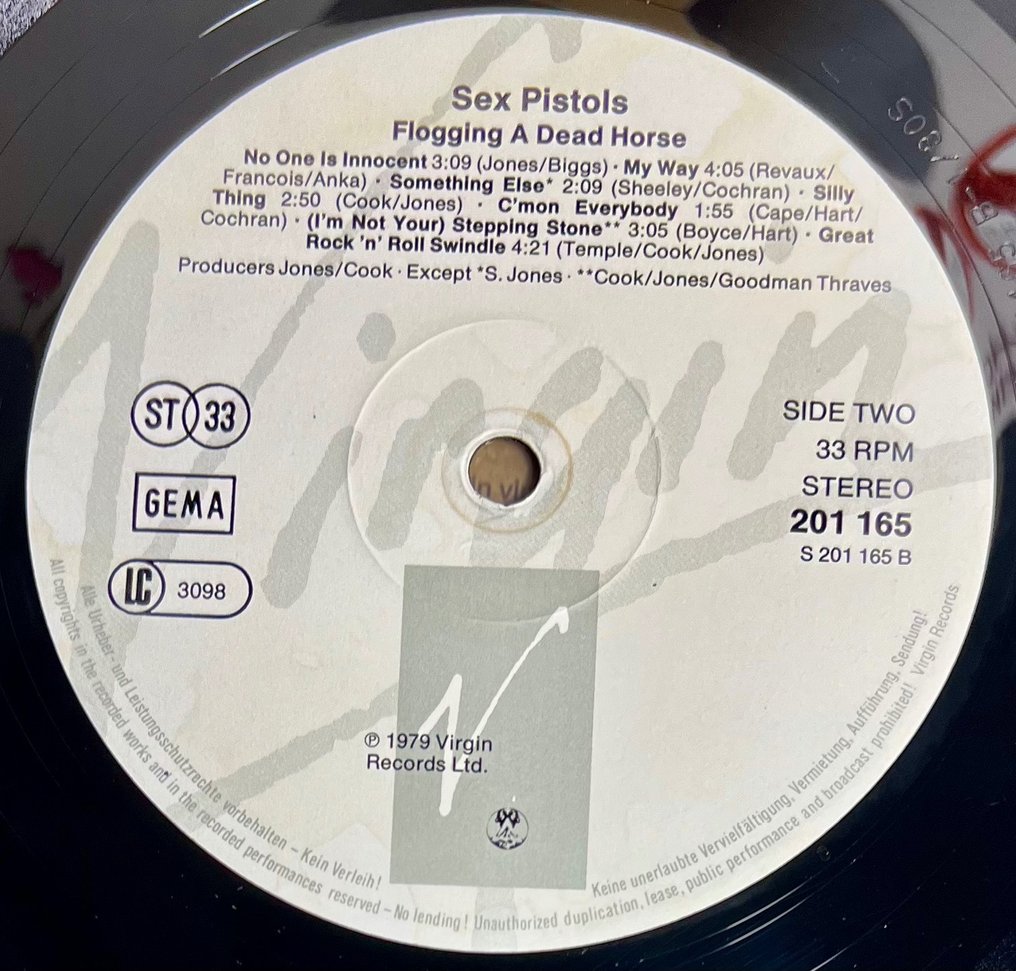 Sex Pistols
Flogging A Dead Horse
No One Is Innocent 3:09 (Jones/Biggs) · My Way 4:05 (Revaux/
Francois/Anka) · Something Else* 2:09 (Sheeley/Cochran) · Silly
Thing 2:50 (Cook/Jones) · C'mon Everybody 1:55 (Cape/Hart/
Cochran) · (I'm Not Your) Stepping Stone** 3:05 (Boyce/Hart) · Great
Rock 'n' Roll Swindle 4:21 (Temple/Cook/Jones)
Producers Jones/Cook · Except *S. Jones · **Cook/Jones/Goodman Thraves
Virgin
ST 33
GEMA
LC 3098
SIDE TWO
33 RPM
STEREO
201 165
S 201 165 B
℗ 1979 Virgin
Records Ltd.
Alle Urheber- und Leistungsschutzrechte vorbehalten – Kein Verleih! Keine unerlaubte Vervielfältigung, Vermietung, Aufführung, Sendung!
All copyrights in the recorded works and in the recorded performances reserved – No lending! Unauthorized duplication, lease, public performance and broadcast prohibited! Virgin Records